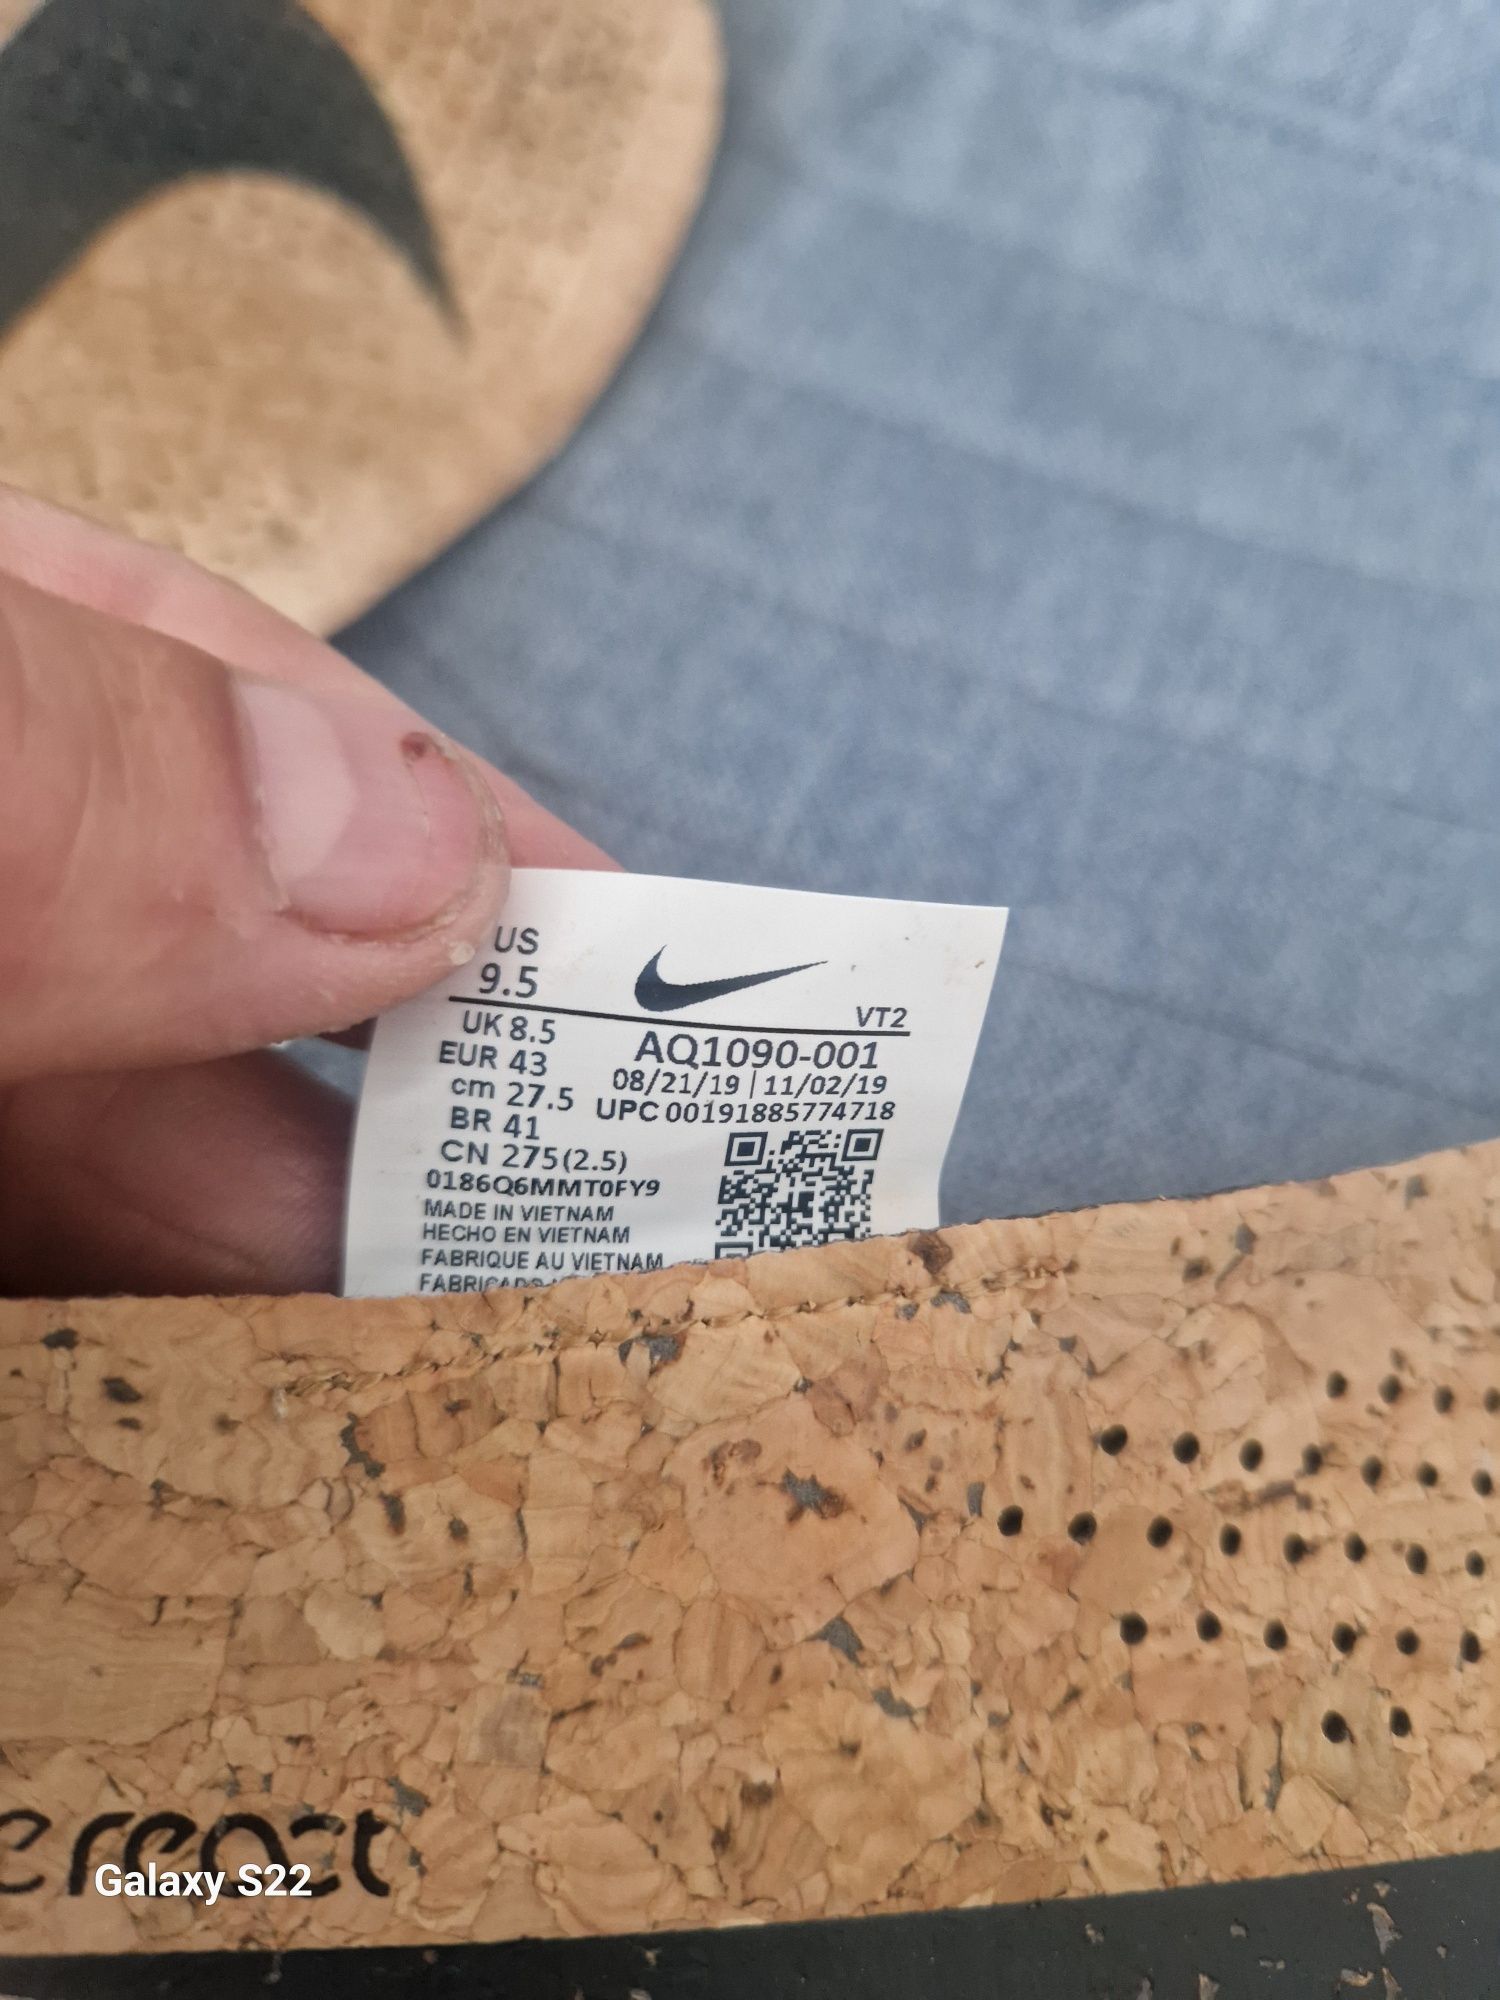 US
9.5
VT2
UK 8.5
EUR 43
cm 27.5
BR 41
CN 275(2.5)
AQ1090-001
08/21/19 | 11/02/19
UPC 00191885774718
0186Q6MMT0FY9
MADE IN VIETNAM
HECHO EN VIETNAM
FABRIQUE AU VIETNAM
e react
Galaxy S22